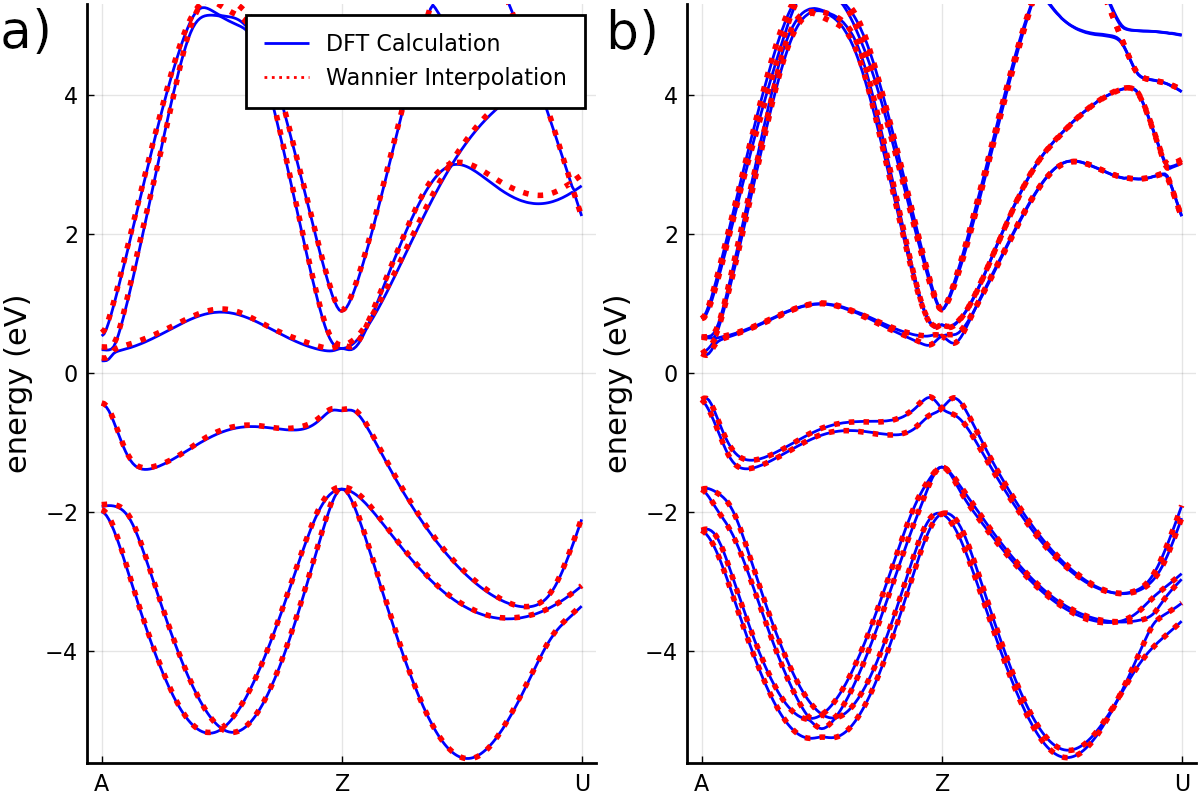 a)
DFT Calculation
Wannier Interpolation
energy (eV)
4
2
0
−2
−4
A
Z
U
b)
energy (eV)
4
2
0
−2
−4
A
Z
U